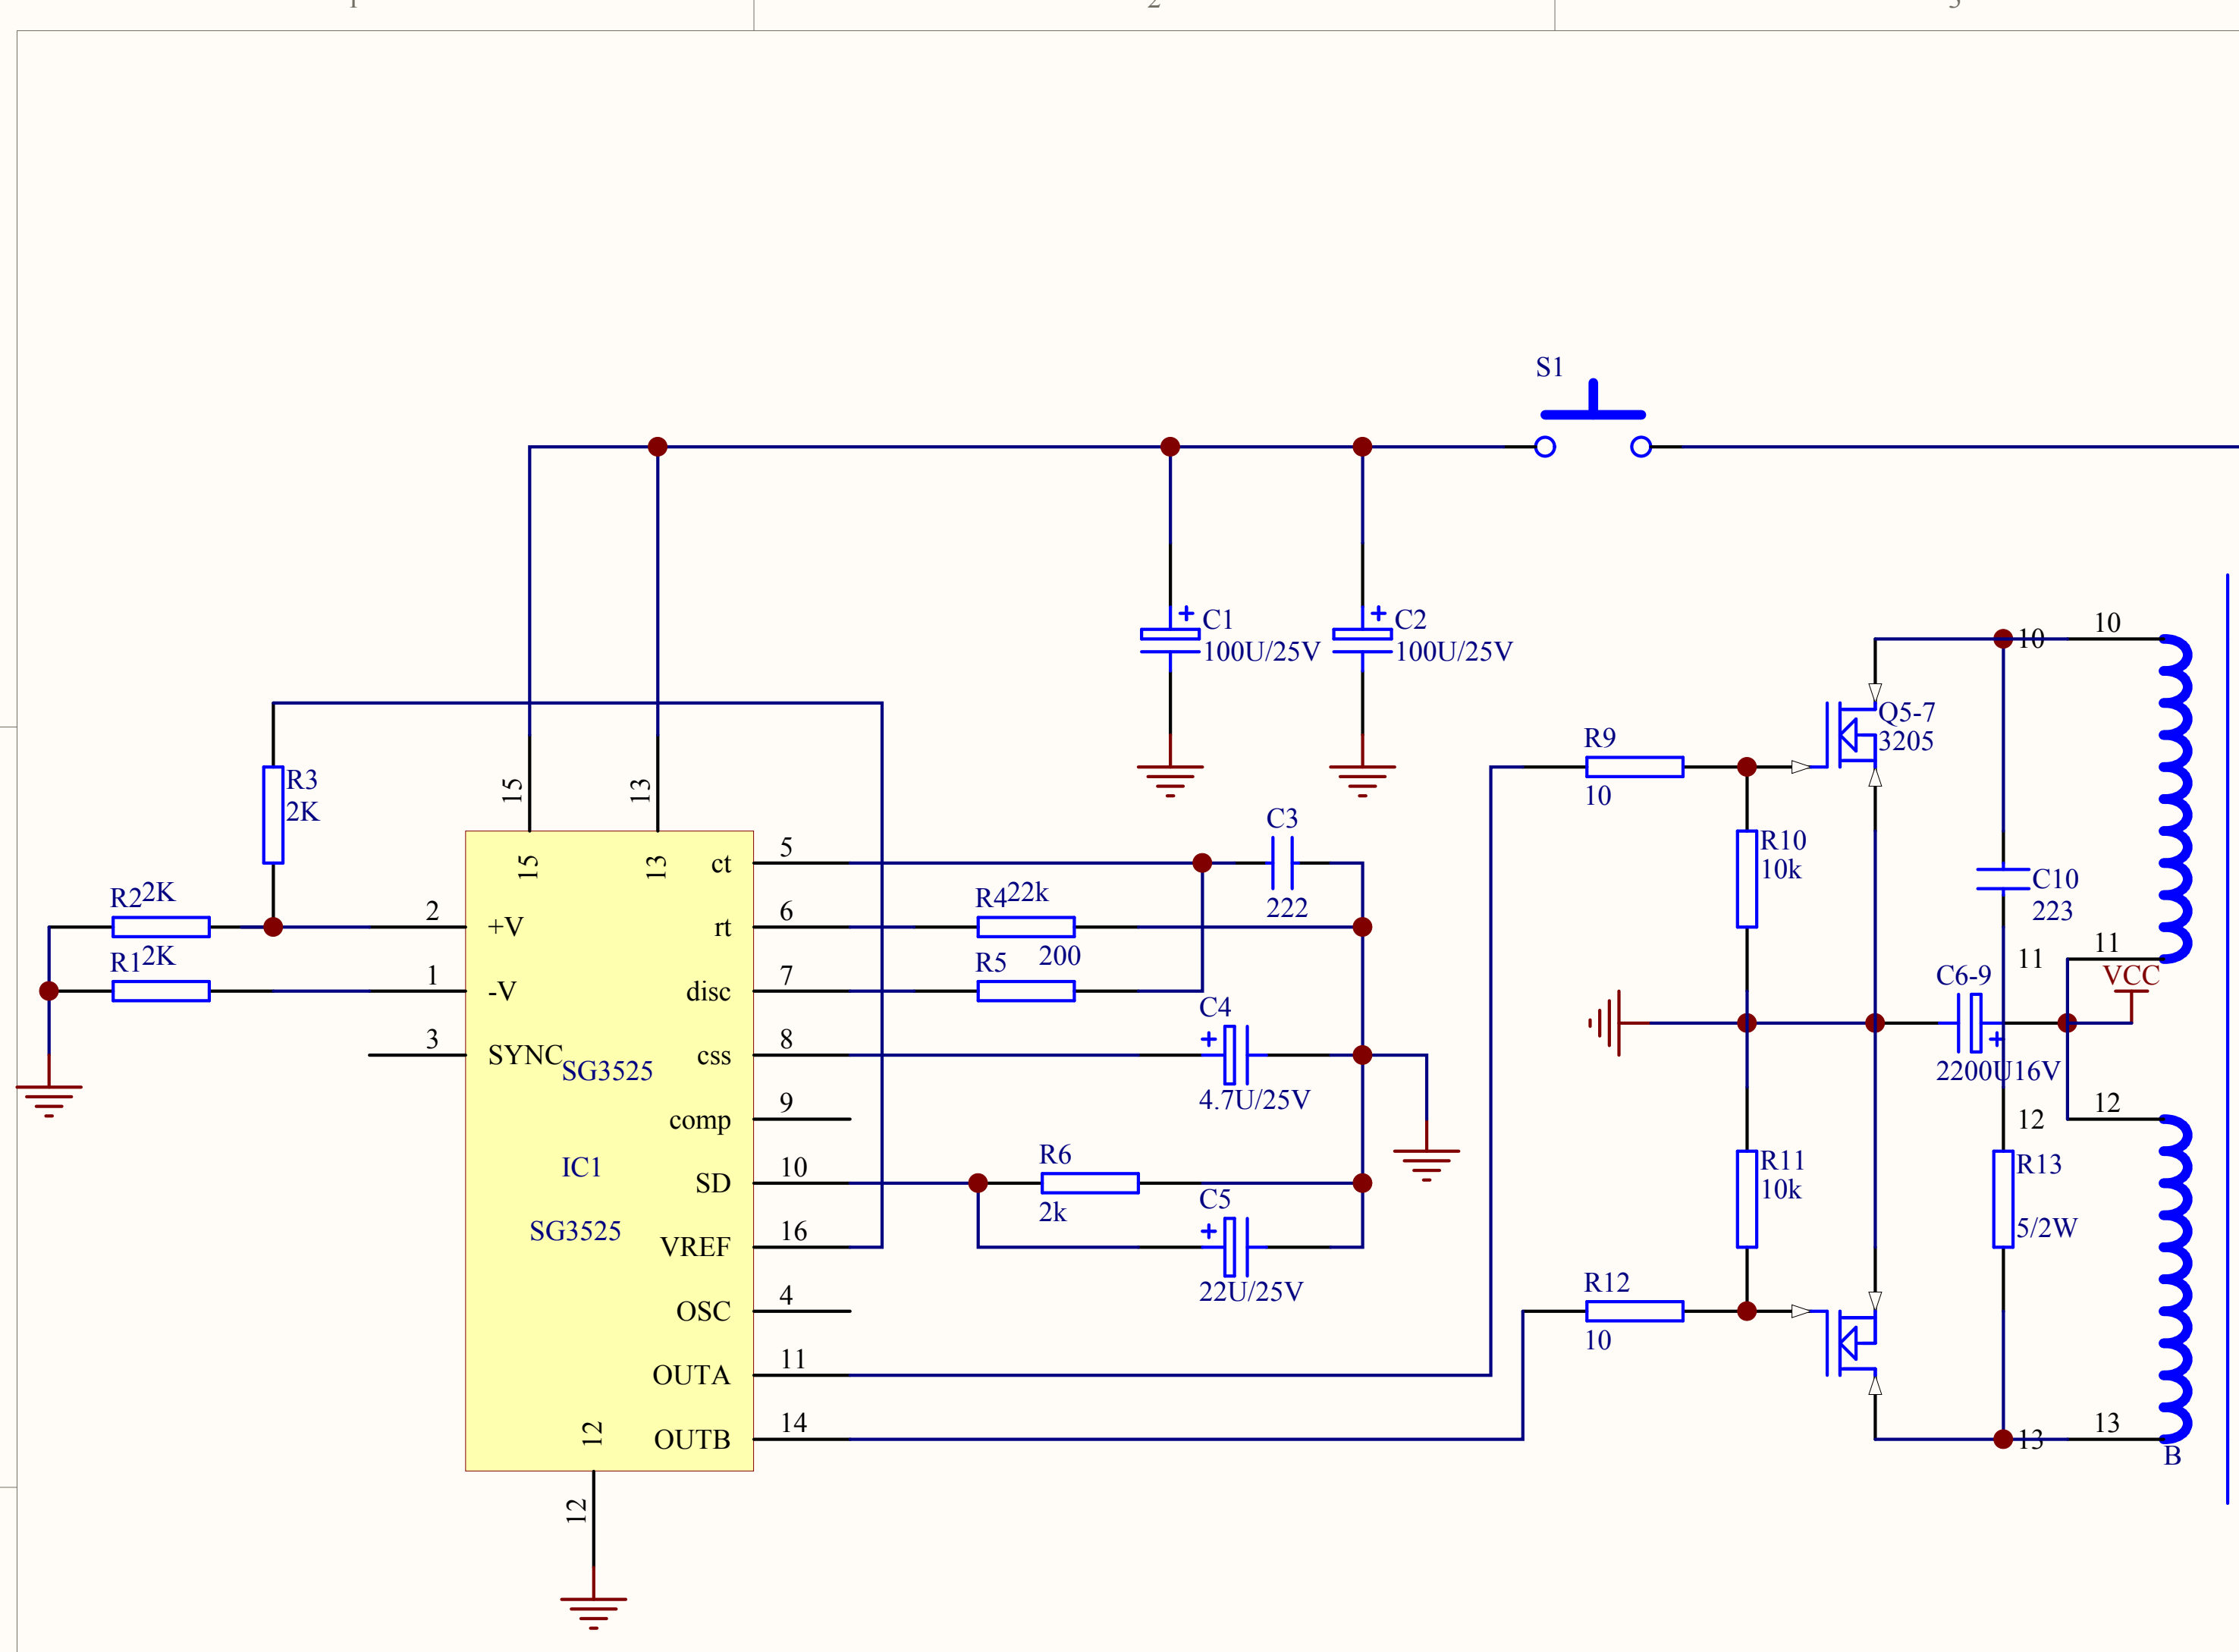 1
2
3
S1
C1
100U/25V
C2
100U/25V
10
10
Q5-7
3205
R9
10
R3
2K
15
13
15
13
C3
222
R10
10k
C10
223
ct
5
R2 2K
2
+V
rt
6
R4 22k
R1 2K
1
-V
disc
7
R5
200
11
11
VCC
C6-9
2200U16V
3
SYNC
SG3525
css
8
C4
4.7U/25V
comp
9
12
12
IC1
SD
10
R6
2k
R11
10k
R13
5/2W
SG3525
VREF
16
C5
22U/25V
OSC
4
R12
10
OUTA
11
OUTB
14
12
13
13
B
12